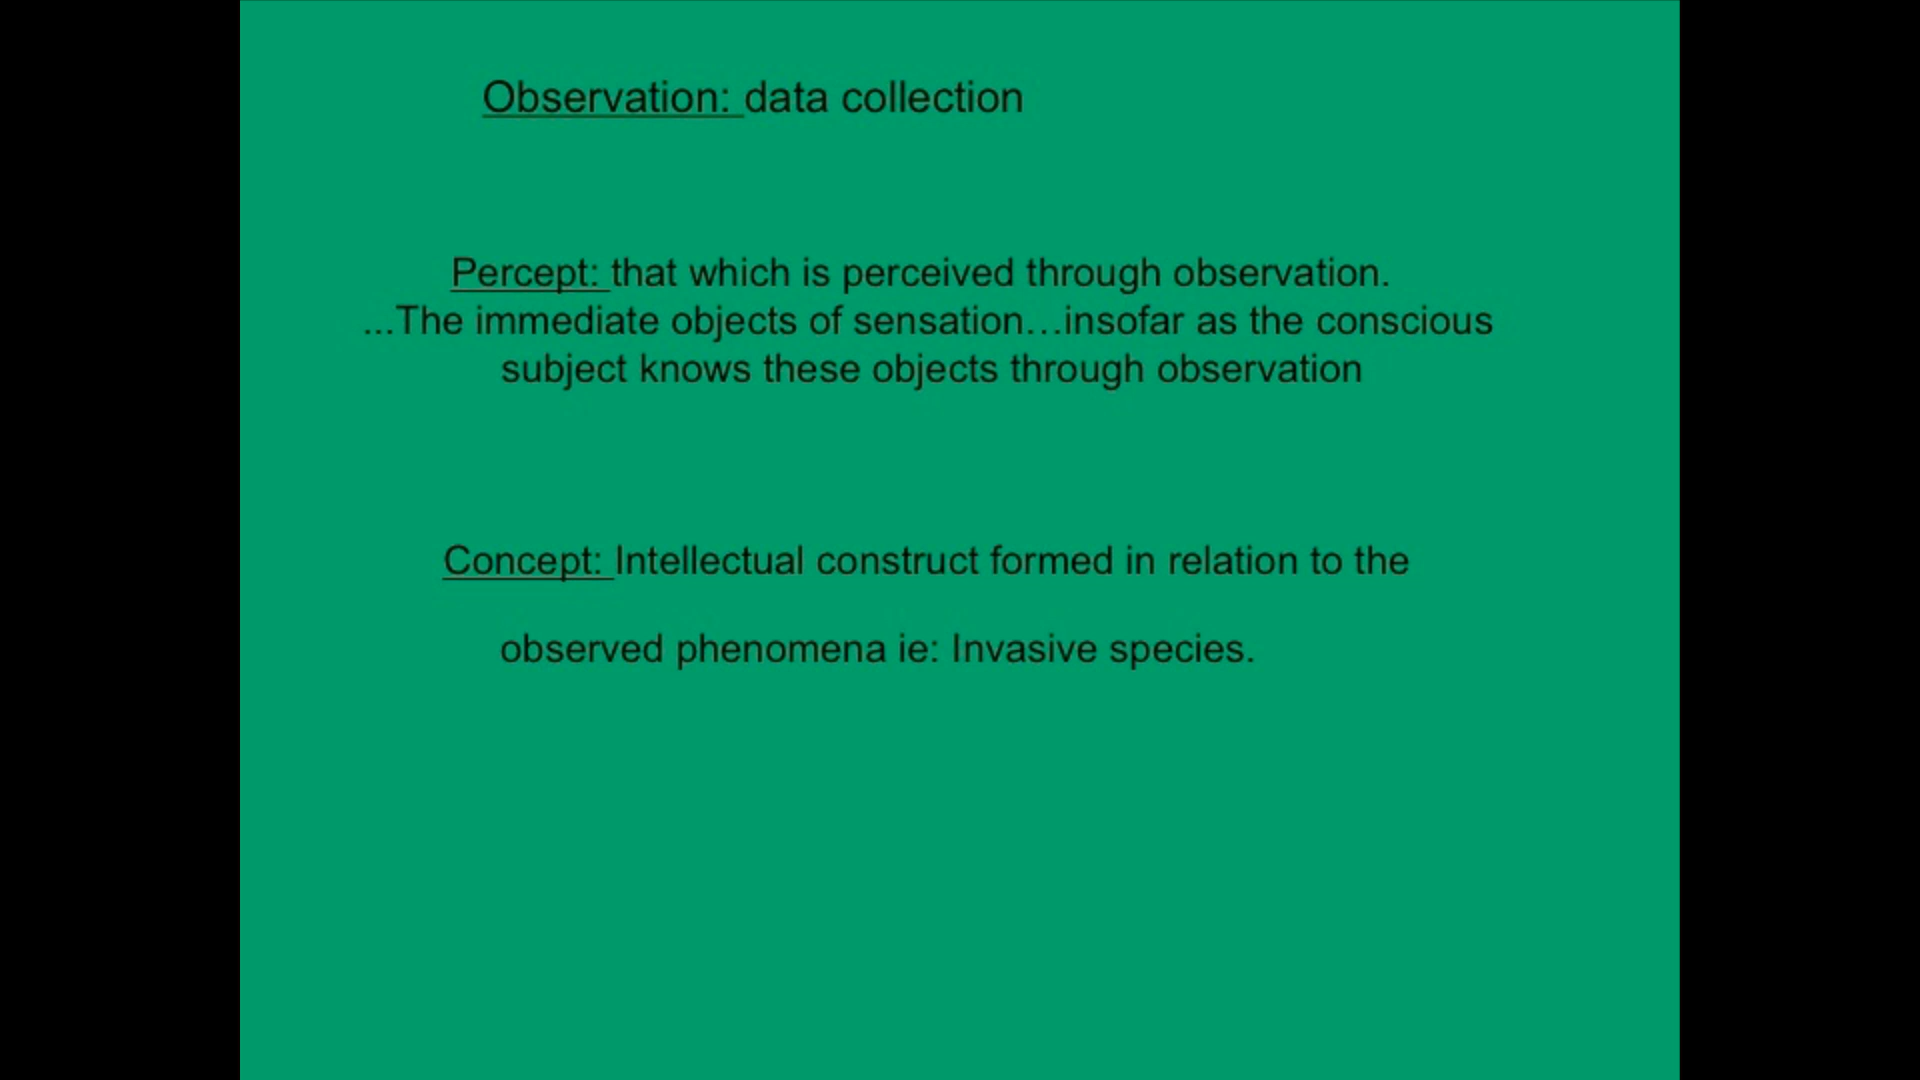 Observation: data collection
Percept: that which is perceived through observation.
...The immediate objects of sensation…insofar as the conscious
subject knows these objects through observation
Concept: Intellectual construct formed in relation to the
observed phenomena ie: Invasive species.